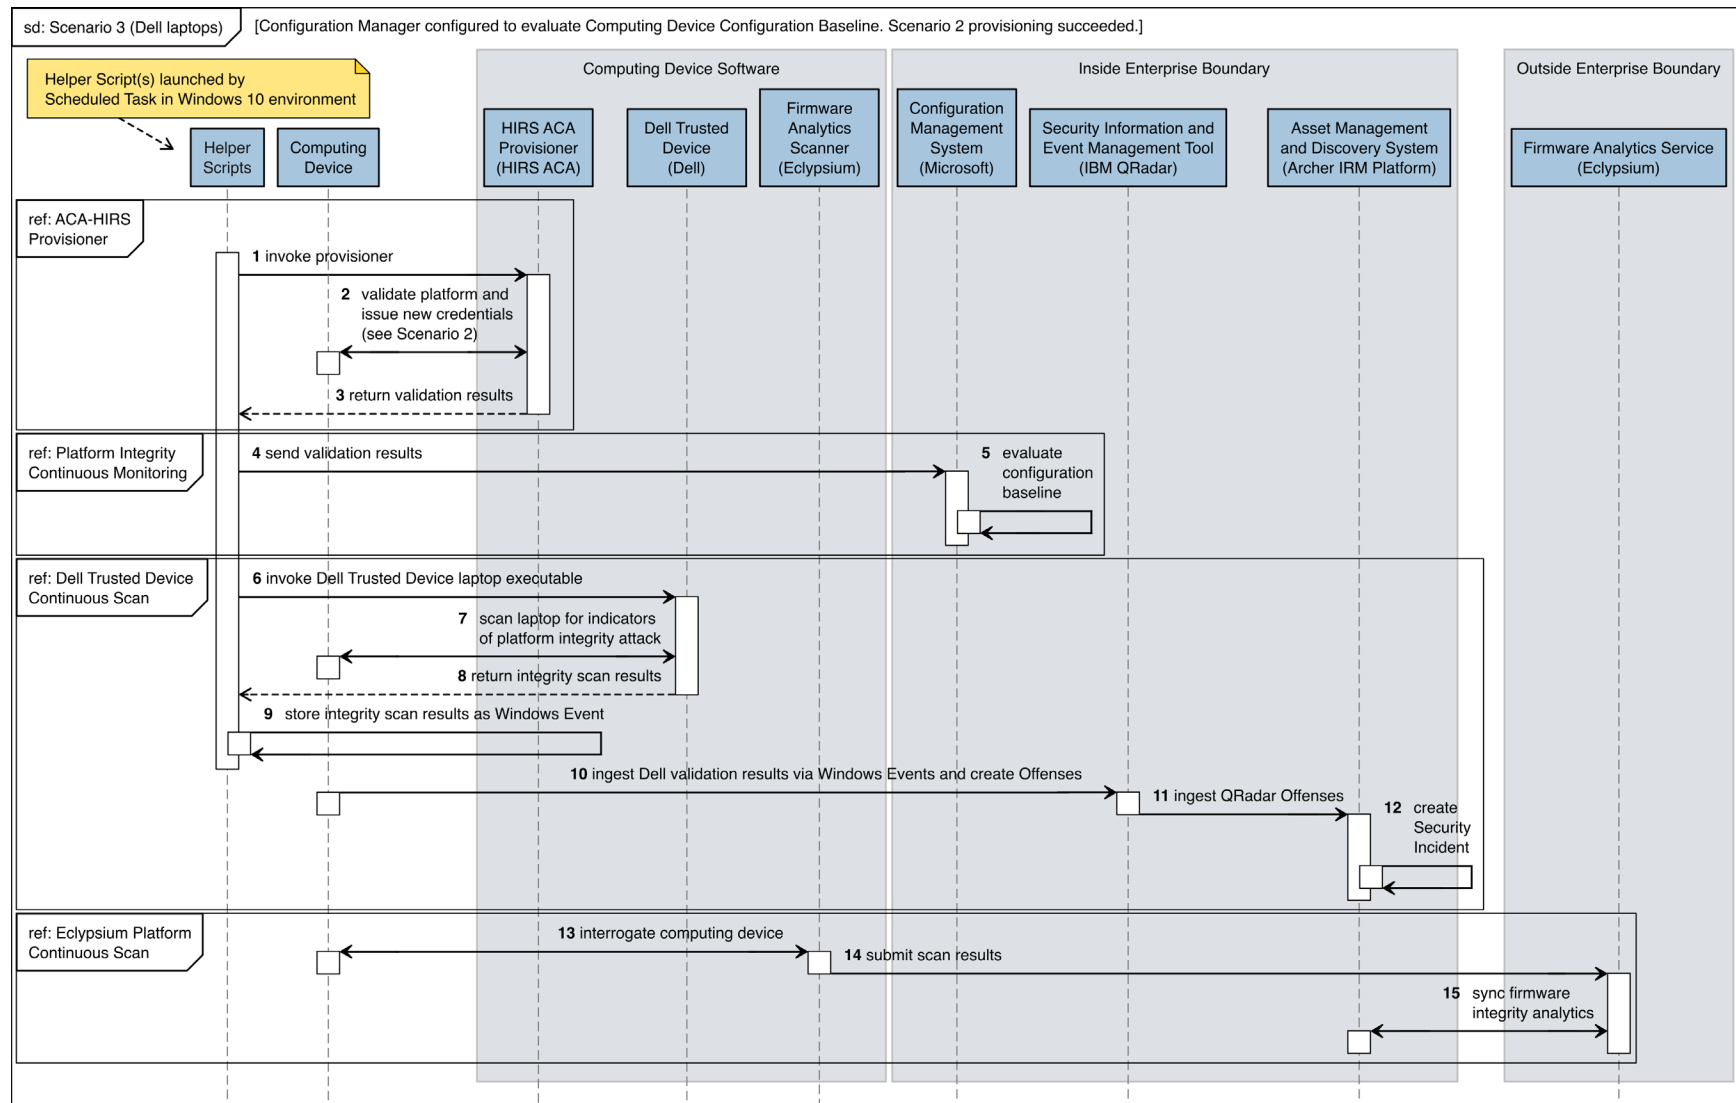 sd: Scenario 3 (Dell laptops)
[Configuration Manager configured to evaluate Computing Device Configuration Baseline. Scenario 2 provisioning succeeded.]
Helper Script(s) launched by
Scheduled Task in Windows 10 environment
Computing Device Software
Inside Enterprise Boundary
Outside Enterprise Boundary
Helper
Scripts
Computing
Device
HIRS ACA
Provisioner
(HIRS ACA)
Dell Trusted
Device
(Dell)
Firmware
Analytics
Scanner
(Eclypsium)
Configuration
Management
System
(Microsoft)
Security Information and
Event Management Tool
(IBM QRadar)
Asset Management
and Discovery System
(Archer IRM Platform)
Firmware Analytics Service
(Eclypsium)
ref: ACA-HIRS
Provisioner
1 invoke provisioner
2 validate platform and
issue new credentials
(see Scenario 2)
3 return validation results
ref: Platform Integrity
Continuous Monitoring
4 send validation results
5 evaluate
configuration
baseline
ref: Dell Trusted Device
Continuous Scan
6 invoke Dell Trusted Device laptop executable
7 scan laptop for indicators
of platform integrity attack
8 return integrity scan results
9 store integrity scan results as Windows Event
10 ingest Dell validation results via Windows Events and create Offenses
11 ingest QRadar Offenses
12 create
Security
Incident
ref: Eclypsium Platform
Continuous Scan
13 interrogate computing device
14 submit scan results
15 sync firmware
integrity analytics